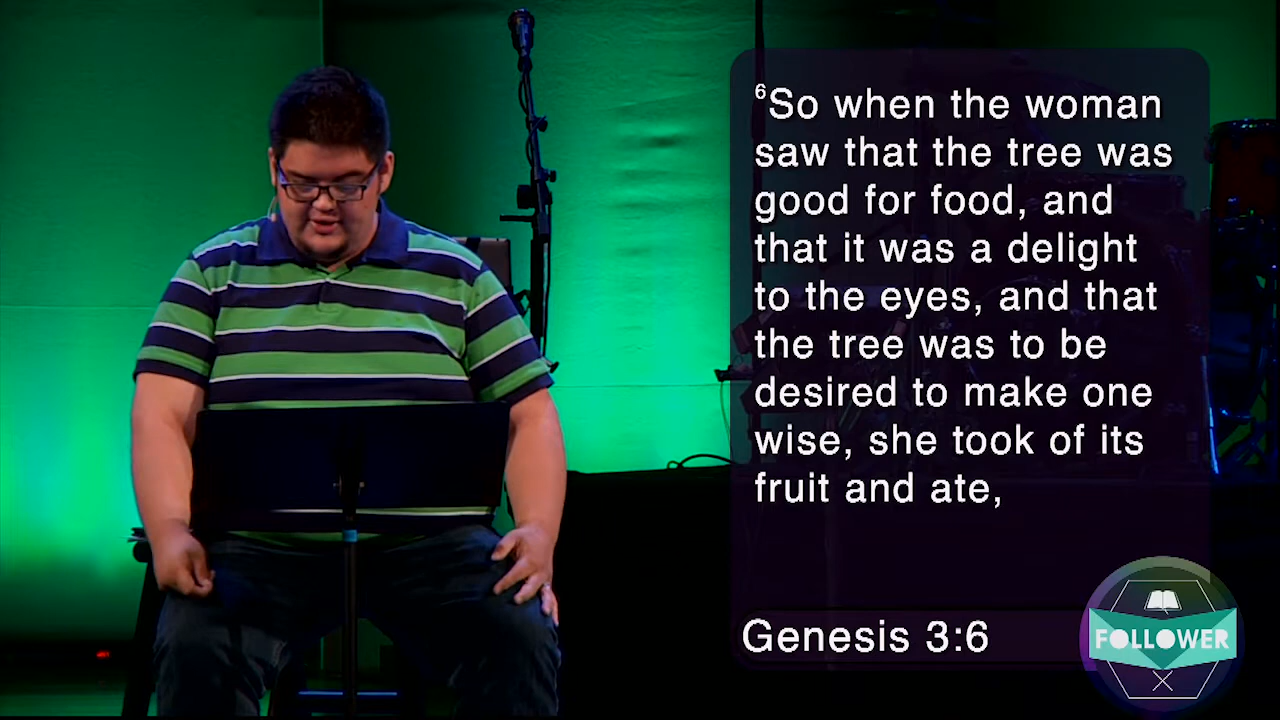 ⁶So when the woman
saw that the tree was
good for food, and
that it was a delight
to the eyes, and that
the tree was to be
desired to make one
wise, she took of its
fruit and ate,
Genesis 3:6
FOLLOWER